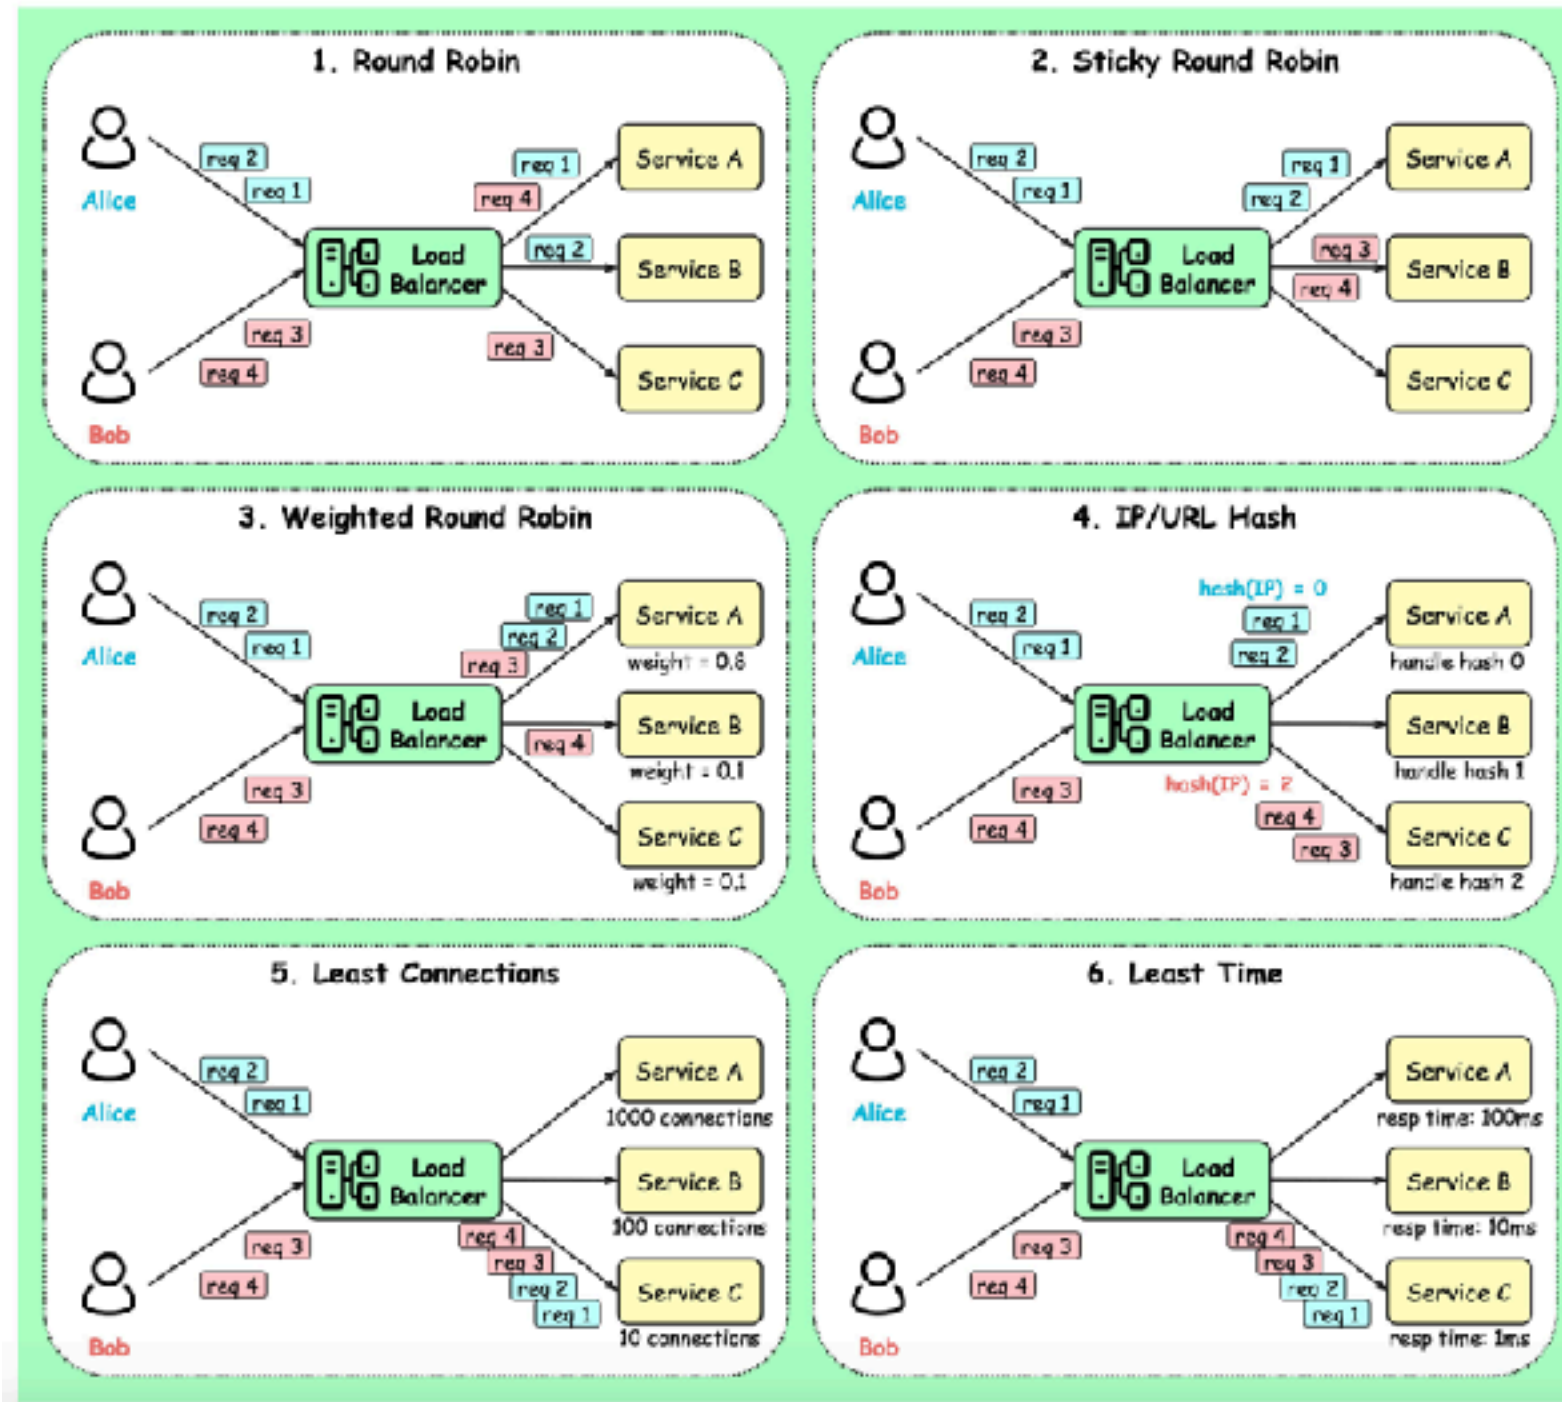 1. Round Robin
req 2
req 1
Alice
Load
Balancer
req 3
req 4
Bob
req 1
req 4
req 2
req 3
Service A
Service B
Service C
2. Sticky Round Robin
req 2
req 1
Alice
Load
Balancer
req 3
req 4
Bob
req 1
req 2
req 3
req 4
Service A
Service B
Service C
3. Weighted Round Robin
req 2
req 1
Alice
Load
Balancer
req 3
req 4
Bob
req 1
req 2
req 3
req 4
Service A
weight = 0.8
Service B
weight = 0.1
Service C
weight = 0.1
4. IP/URL Hash
req 2
req 1
Alice
Load
Balancer
req 3
req 4
Bob
hash(IP) = 0
req 1
req 2
hash(IP) = 2
req 4
req 3
Service A
handle hash 0
Service B
handle hash 1
Service C
handle hash 2
5. Least Connections
req 2
req 1
Alice
Load
Balancer
req 3
req 4
Bob
req 4
req 3
req 2
req 1
Service A
1000 connections
Service B
100 connections
Service C
10 connections
6. Least Time
req 2
req 1
Alice
Load
Balancer
req 3
req 4
Bob
req 4
req 3
req 2
req 1
Service A
resp time: 100ms
Service B
resp time: 10ms
Service C
resp time: 1ms